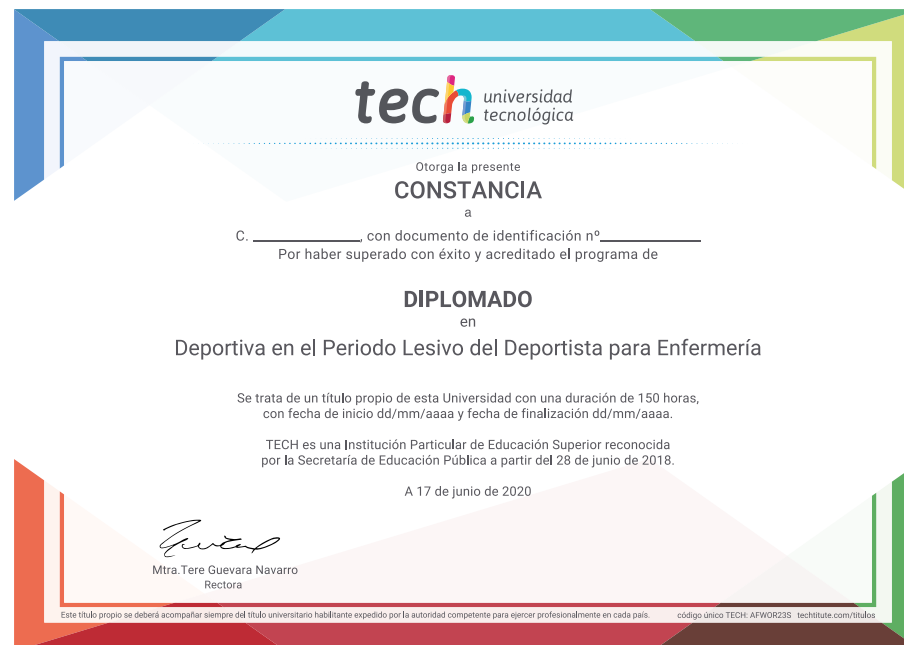 tech universidad
tecnológica
Otorga la presente
CONSTANCIA
a
C. ______________, con documento de identificación nº______________
Por haber superado con éxito y acreditado el programa de
DIPLOMADO
en
Deportiva en el Periodo Lesivo del Deportista para Enfermería
Se trata de un título propio de esta Universidad con una duración de 150 horas,
con fecha de inicio dd/mm/aaaa y fecha de finalización dd/mm/aaaa.
TECH es una Institución Particular de Educación Superior reconocida
por la Secretaría de Educación Pública a partir del 28 de junio de 2018.
A 17 de junio de 2020
Mtra.Tere Guevara Navarro
Rectora
Este título propio se deberá acompañar siempre del título universitario habilitante expedido por la autoridad competente para ejercer profesionalmente en cada país. código único TECH: AFWOR23S techtitute.com/titulos